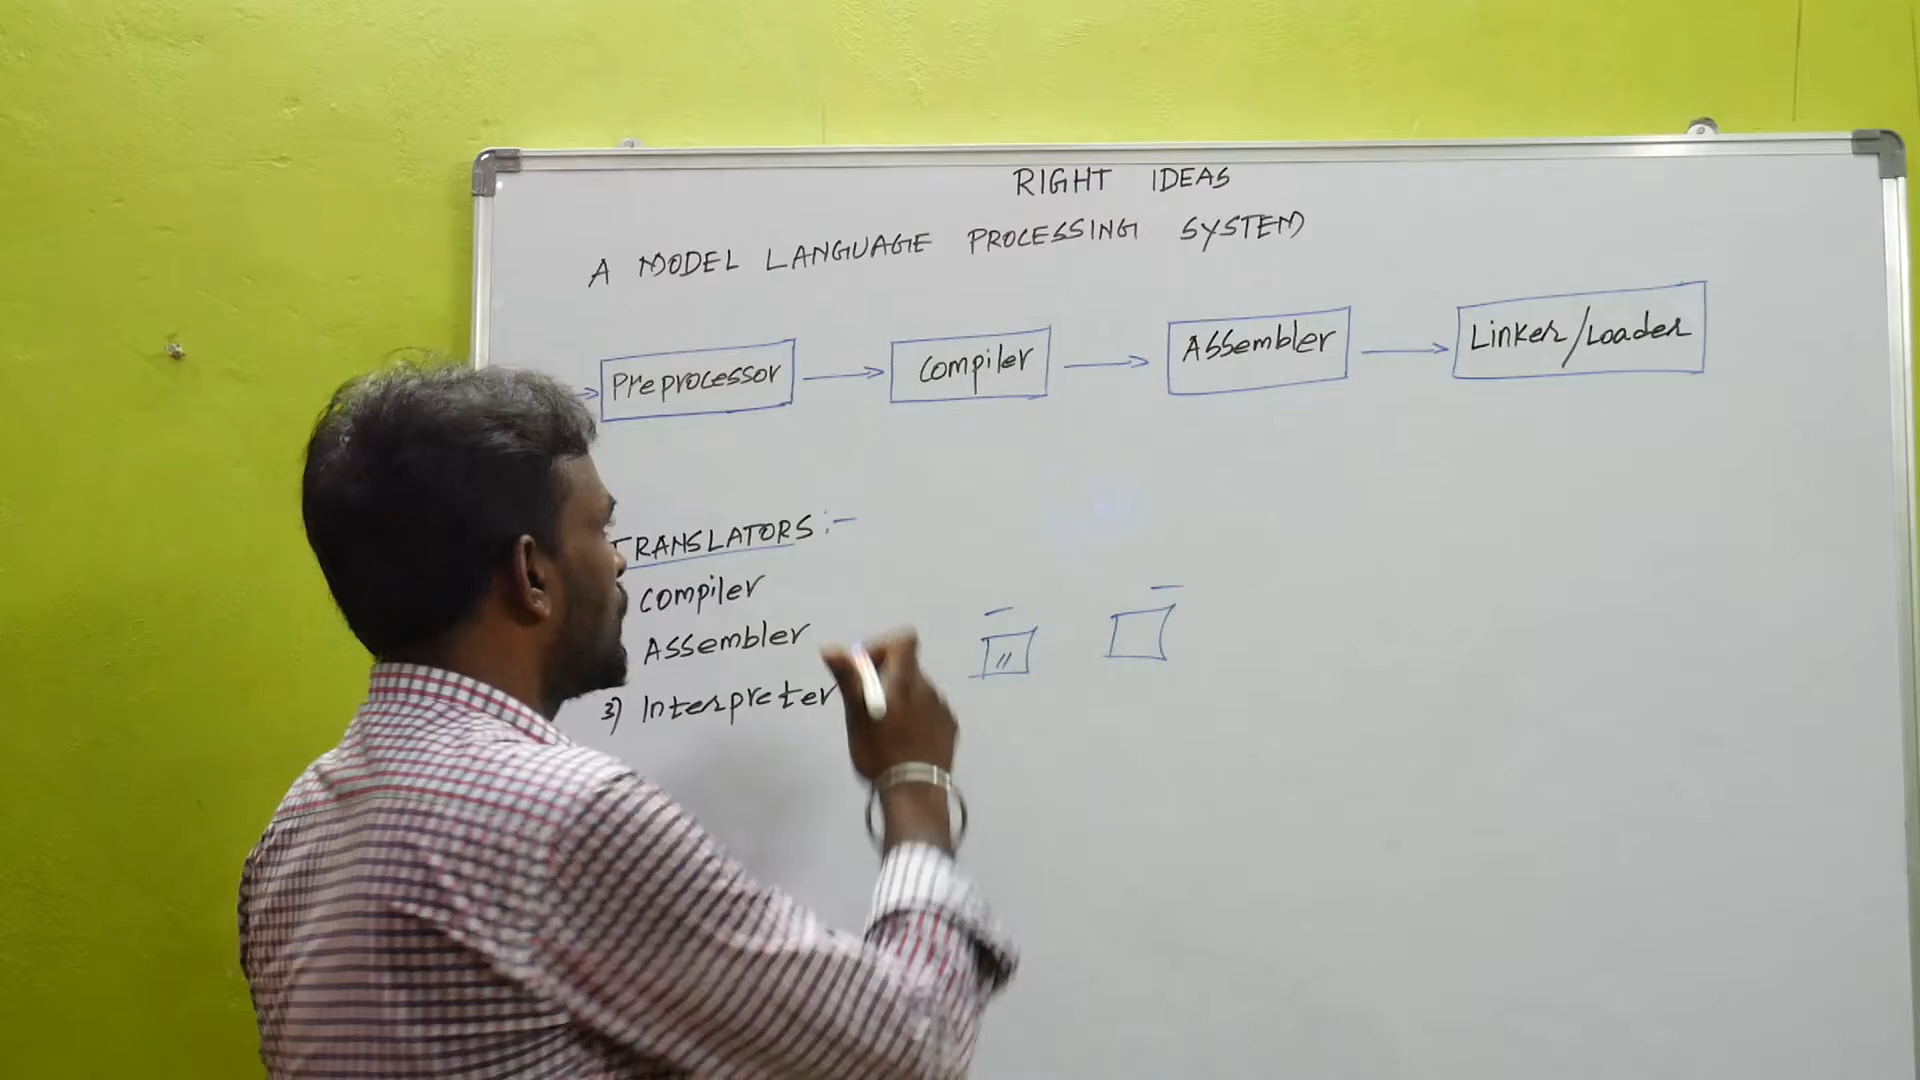 RIGHT IDEAS
A MODEL LANGUAGE PROCESSING SYSTEM
Preprocessor → Compiler → Assembler → Linker/Loader
TRANSLATORS :-
Compiler
Assembler
3) Interpreter